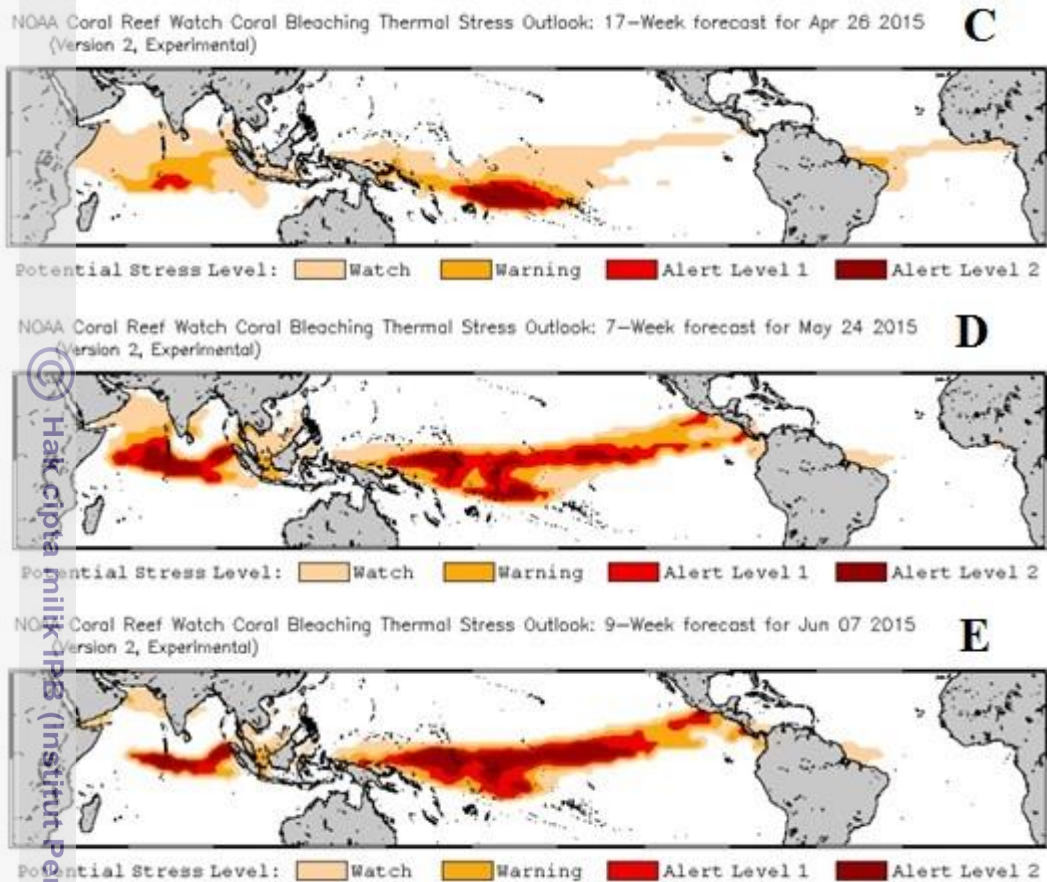 NOAA Coral Reef Watch Coral Bleaching Thermal Stress Outlook: 17-Week forecast for Apr 26 2015
C
(Version 2, Experimental)
Potential Stress Level: Watch Warning Alert Level 1 Alert Level 2
NOAA Coral Reef Watch Coral Bleaching Thermal Stress Outlook: 7-Week forecast for May 24 2015
D
(Version 2, Experimental)
Potential Stress Level: Watch Warning Alert Level 1 Alert Level 2
NOAA Coral Reef Watch Coral Bleaching Thermal Stress Outlook: 9-Week forecast for Jun 07 2015
E
(Version 2, Experimental)
Potential Stress Level: Watch Warning Alert Level 1 Alert Level 2
© Hak cipta milik IPB (Institut